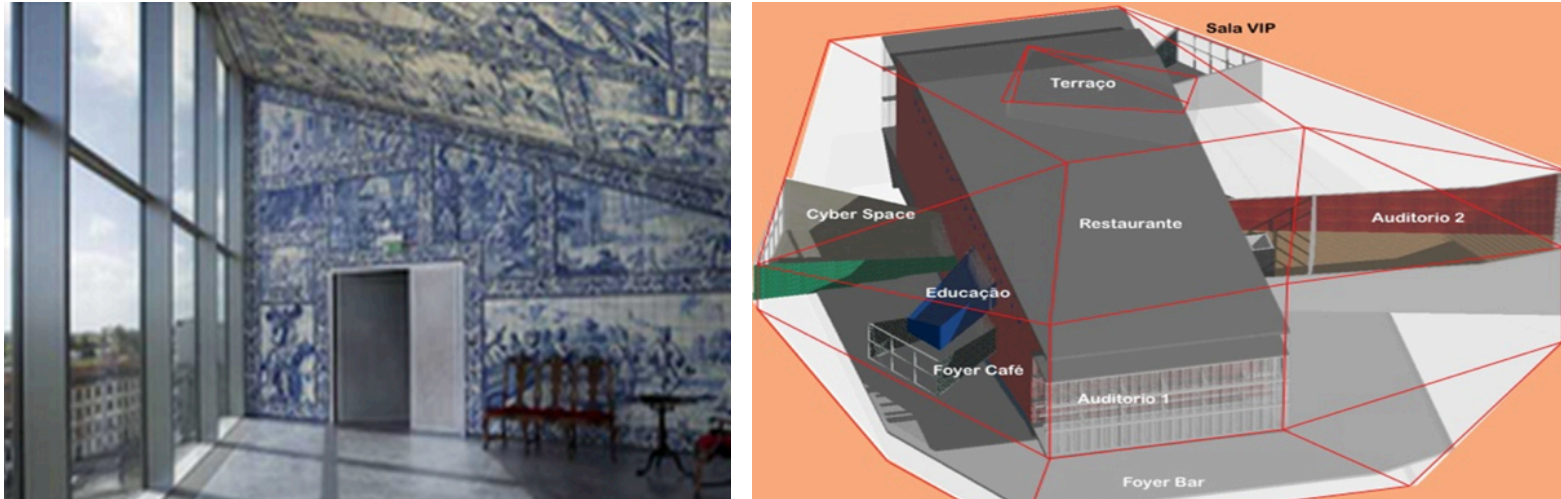 Sala VIP
Terraço
Cyber Space
Restaurante
Auditorio 2
Educação
Foyer Café
Auditorio 1
Foyer Bar